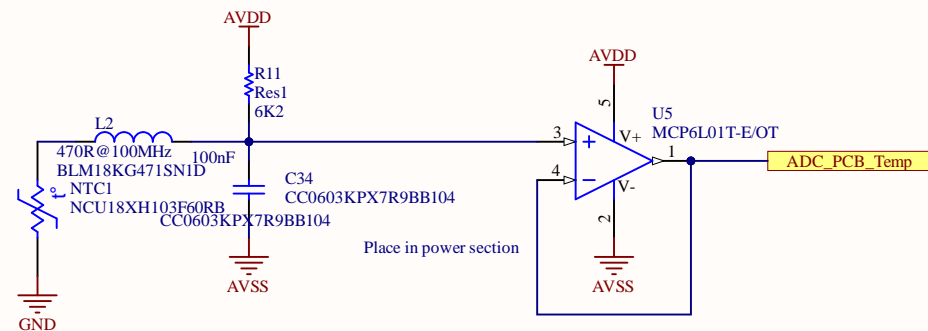 AVDD
R11
Res1
6K2
L2
470R@100MHz
BLM18KG471SN1D
NTC1
NCU18XH103F60RB
t°
GND
100nF
C34
CC0603KPX7R9BB104
CC0603KPX7R9BB104
AVSS
Place in power section
AVDD
5
U5
MCP6L01T-E/OT
V+
3
4
1
V-
2
AVSS
ADC_PCB_Temp